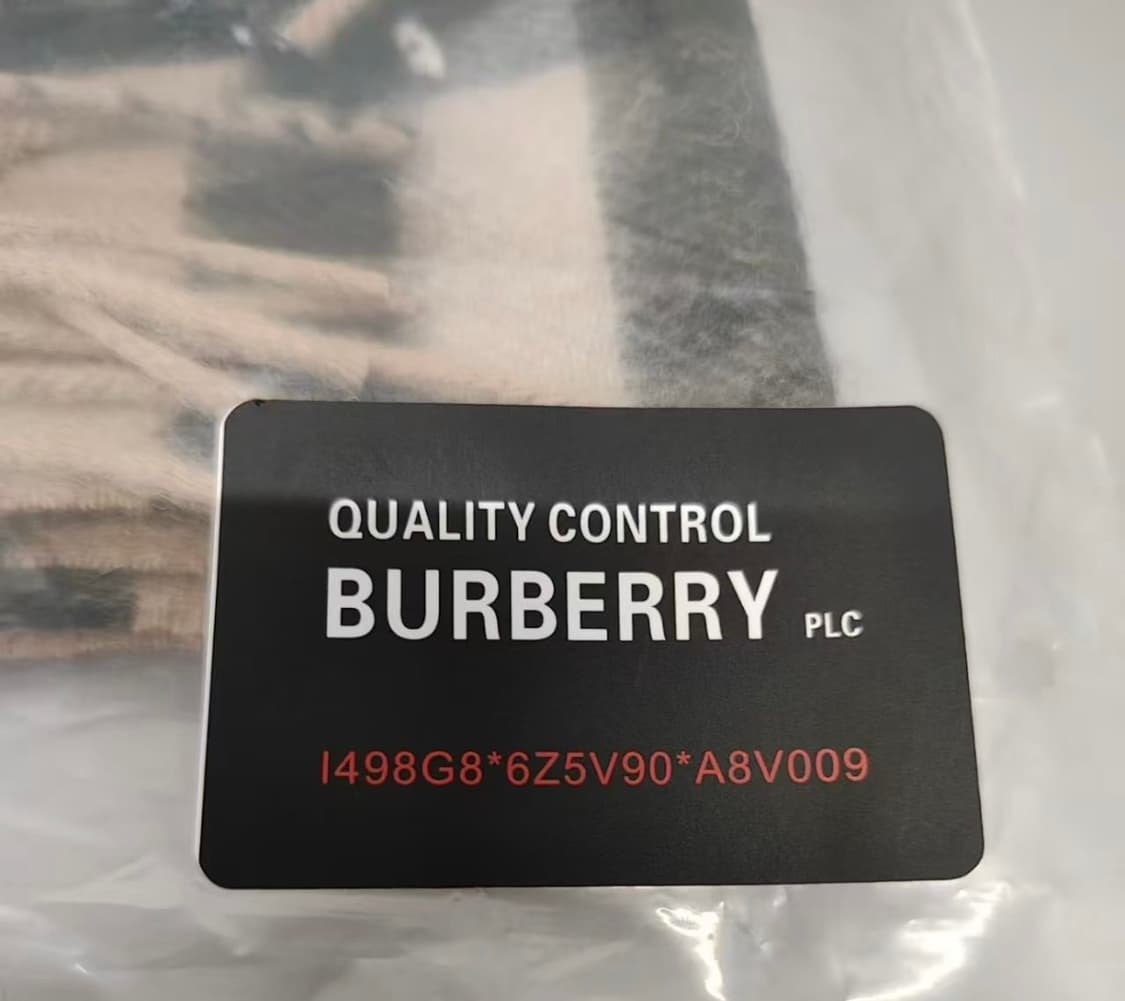 QUALITY CONTROL
BURBERRY PLC
I498G8*6Z5V90*A8V009